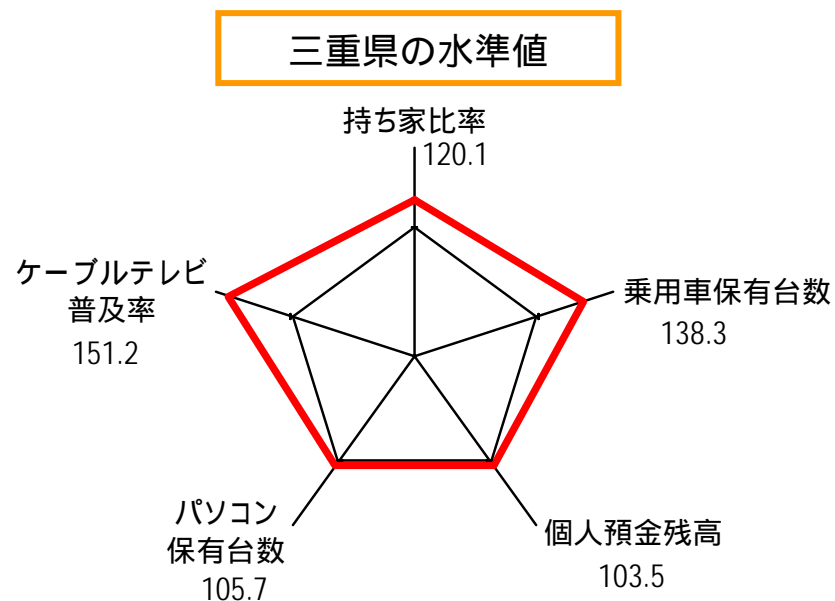 三重県の水準値
持ち家比率
120.1
乗用車保有台数
138.3
個人預金残高
103.5
パソコン
保有台数
105.7
ケーブルテレビ
普及率
151.2